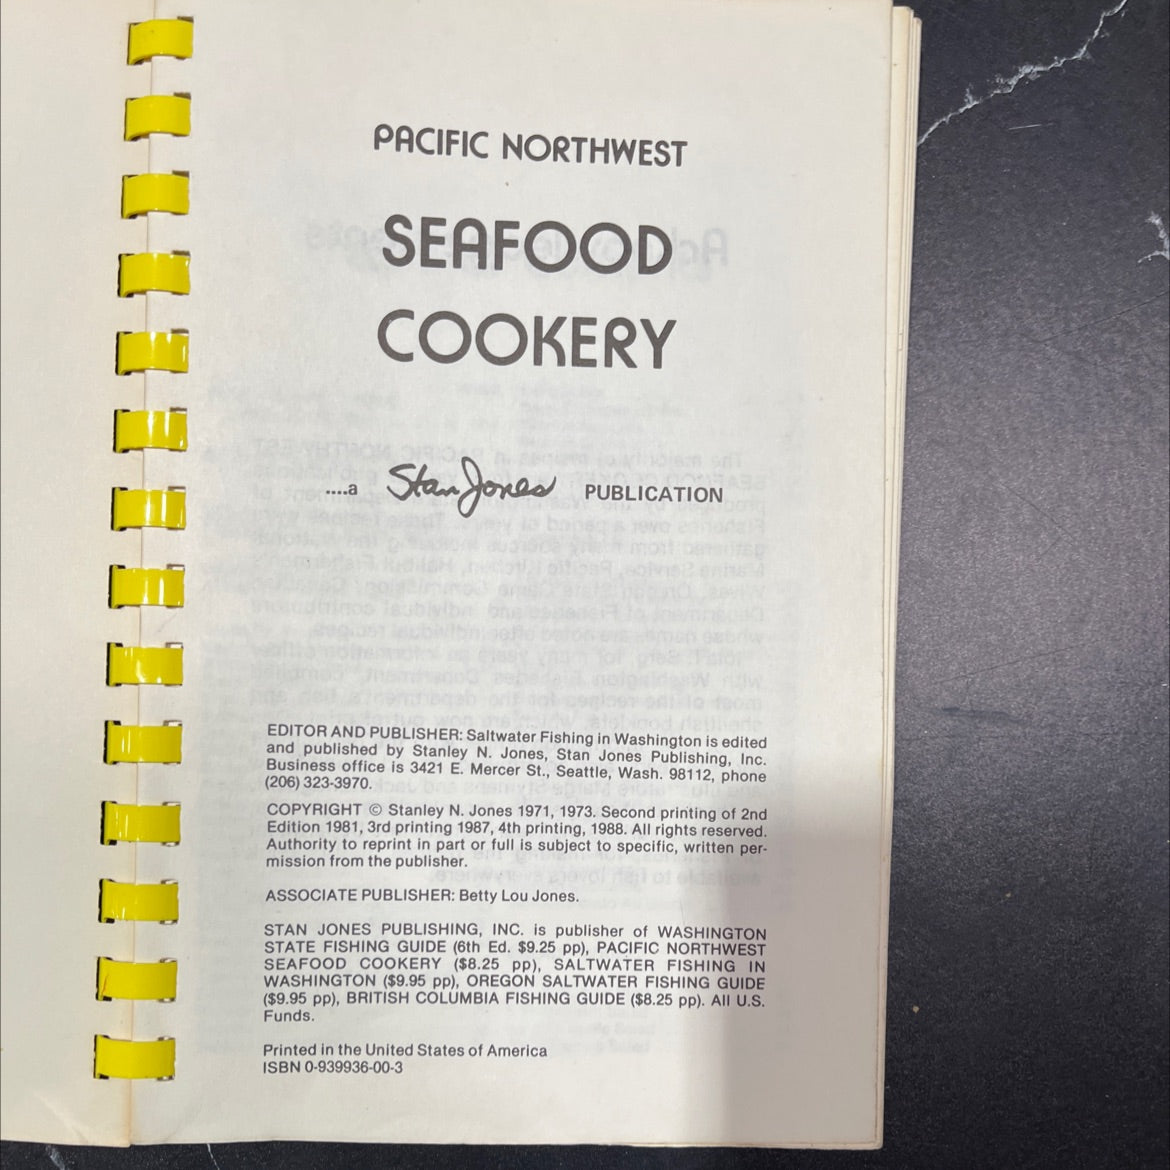 PACIFIC NORTHWEST
SEAFOOD
COOKERY
....a Stan Jones PUBLICATION
EDITOR AND PUBLISHER: Saltwater Fishing in Washington is edited
and published by Stanley N. Jones, Stan Jones Publishing, Inc.
Business office is 3421 E. Mercer St., Seattle, Wash. 98112, phone
(206) 323-3970.
COPYRIGHT © Stanley N. Jones 1971, 1973. Second printing of 2nd
Edition 1981, 3rd printing 1987, 4th printing, 1988. All rights reserved.
Authority to reprint in part or full is subject to specific, written per-
mission from the publisher.
ASSOCIATE PUBLISHER: Betty Lou Jones.
STAN JONES PUBLISHING, INC. is publisher of WASHINGTON
STATE FISHING GUIDE (6th Ed. $9.25 pp), PACIFIC NORTHWEST
SEAFOOD COOKERY ($8.25 pp), SALTWATER FISHING IN
WASHINGTON ($9.95 pp), OREGON SALTWATER FISHING GUIDE
($9.95 pp), BRITISH COLUMBIA FISHING GUIDE ($8.25 pp). All U.S.
Funds.
Printed in the United States of America
ISBN 0-939936-00-3